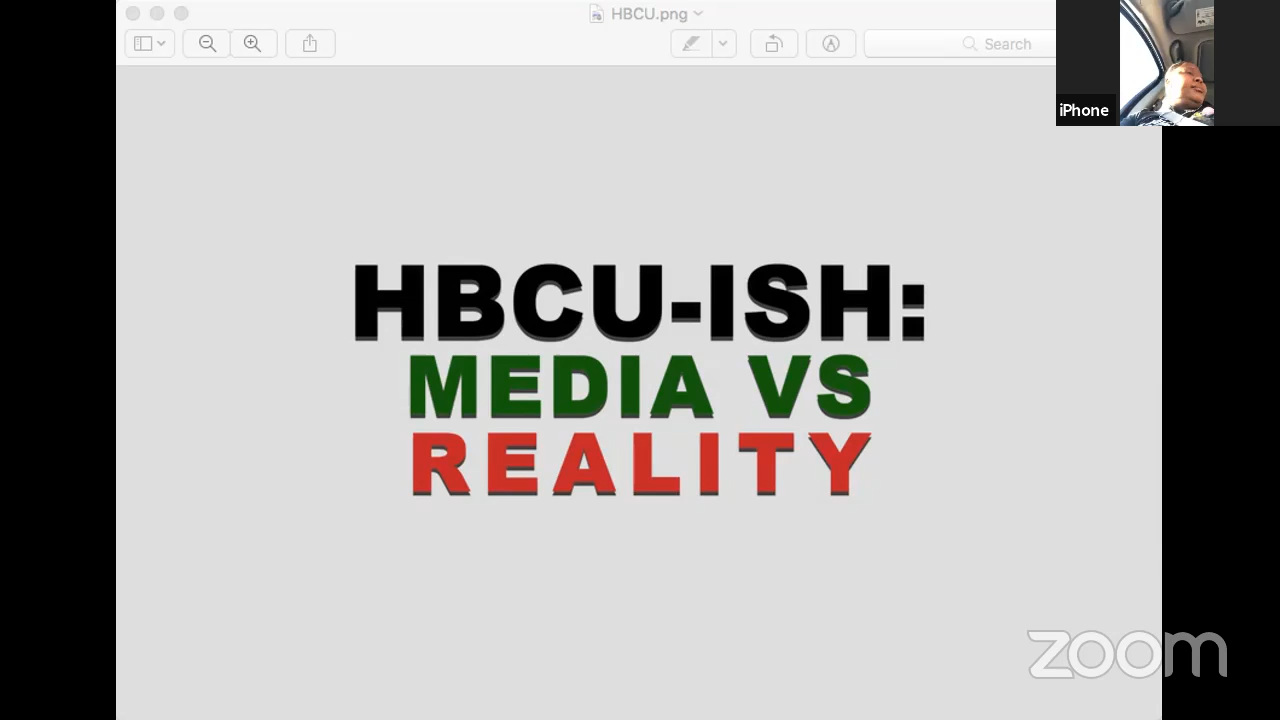 HBCU.png
Search
iPhone
HBCU-ISH:
MEDIA VS
REALITY
zoom